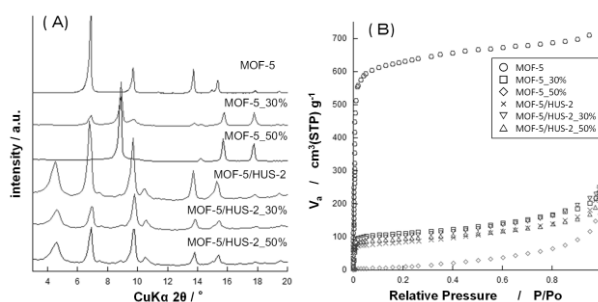 ( A )
MOF-5
MOF-5_30%
MOF-5_50%
MOF-5/HUS-2
MOF-5/HUS-2_30%
MOF-5/HUS-2_50%
intensity / a.u.
4 6 8 10 12 14 16 18 20
CuKα 2θ / °
( B )
800
700
600
500
400
300
200
100
0
Va / cm³(STP) g⁻¹
MOF-5
MOF-5_30%
MOF-5_50%
MOF-5/HUS-2
MOF-5/HUS-2_30%
MOF-5/HUS-2_50%
0 0.2 0.4 0.6 0.8
Relative Pressure / P/Po